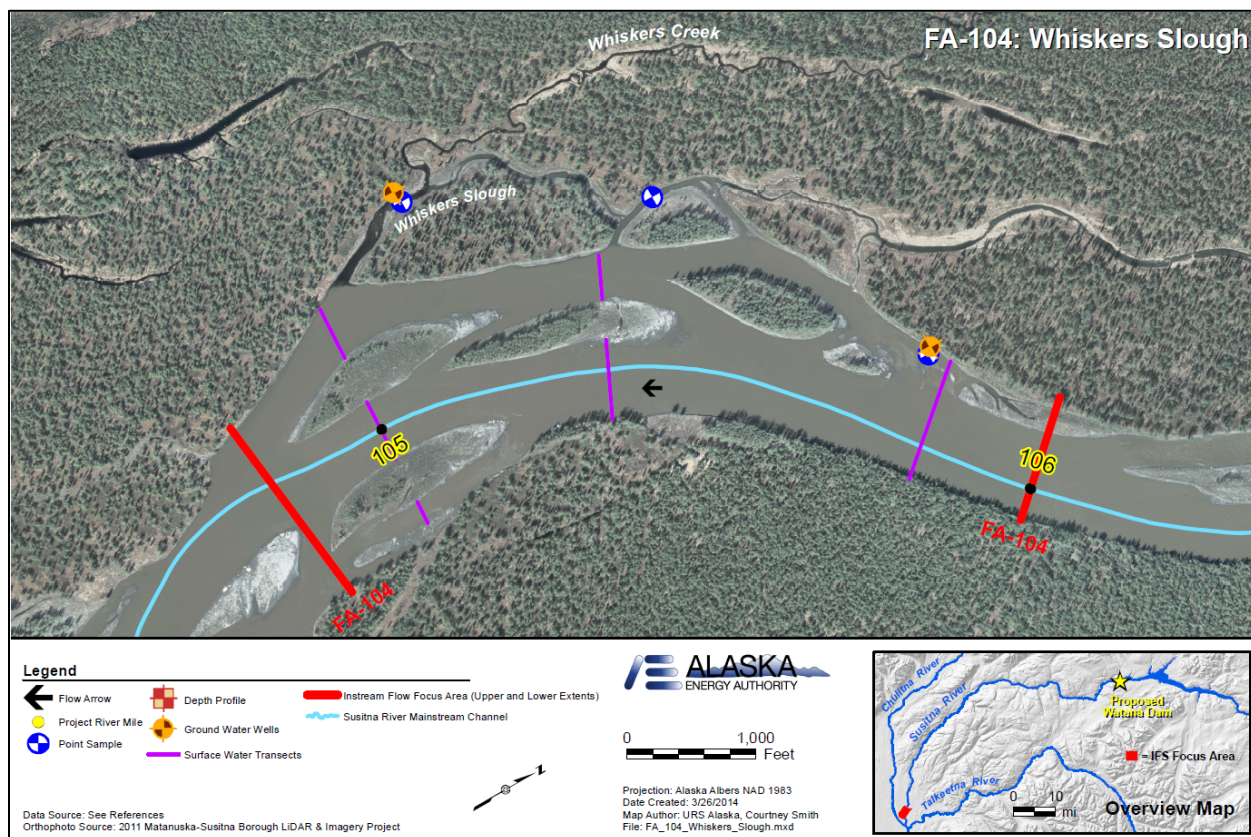 FA-104: Whiskers Slough
Whiskers Creek
Whiskers Slough
105
106
FA-104
FA-104
Legend
Flow Arrow
Project River Mile
Point Sample
Depth Profile
Ground Water Wells
Surface Water Transects
Instream Flow Focus Area (Upper and Lower Extents)
Susitna River Mainstream Channel
Data Source: See References
Orthophoto Source: 2011 Matanuska-Susitna Borough LiDAR & Imagery Project
N
ALASKA
ENERGY AUTHORITY
0 1,000
Feet
Projection: Alaska Albers NAD 1983
Date Created: 3/26/2014
Map Author: URS Alaska, Courtney Smith
File: FA_104_Whiskers_Slough.mxd
Chulitna River
Susitna River
Talkeetna River
Proposed
Watana Dam
= IFS Focus Area
0 10
mi
Overview Map